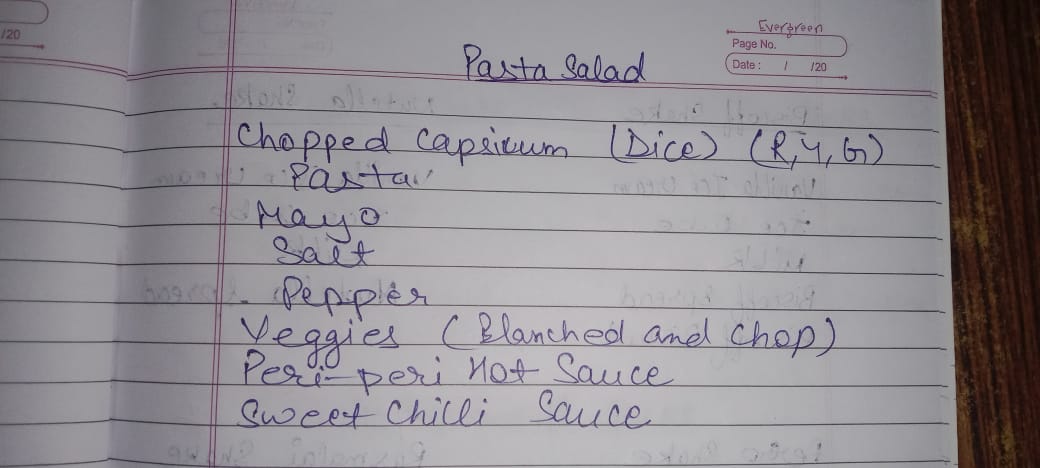 /20
Evergreen
Page No.
Date : / /20
Pasta Salad
Chopped Capsicum (Dice) (R, Y, G)
Pasta
Mayo
Salt
Pepper
Veggies (Blanched and Chop)
Peri-peri Hot Sauce
Sweet Chilli Sauce